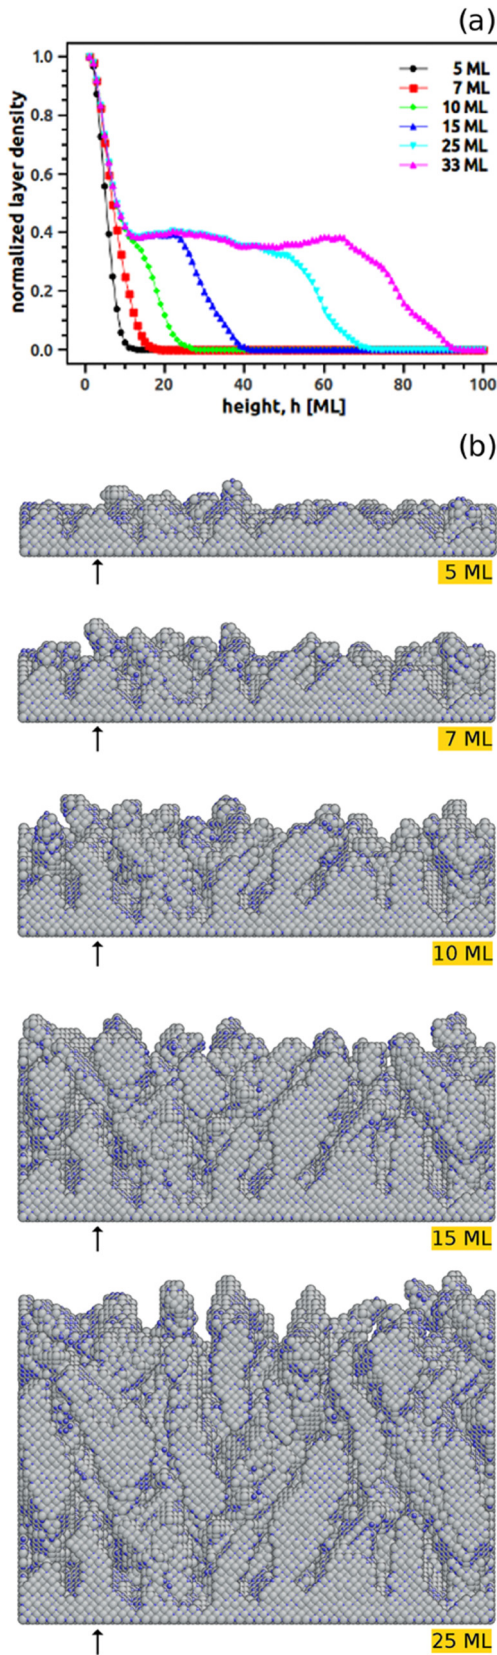 (a)
1.0
0.8
0.6
0.4
0.2
0.0
normalized layer density
5 ML
7 ML
10 ML
15 ML
25 ML
33 ML
0 20 40 60 80 100
height, h [ML]
(b)
5 ML
7 ML
10 ML
15 ML
25 ML